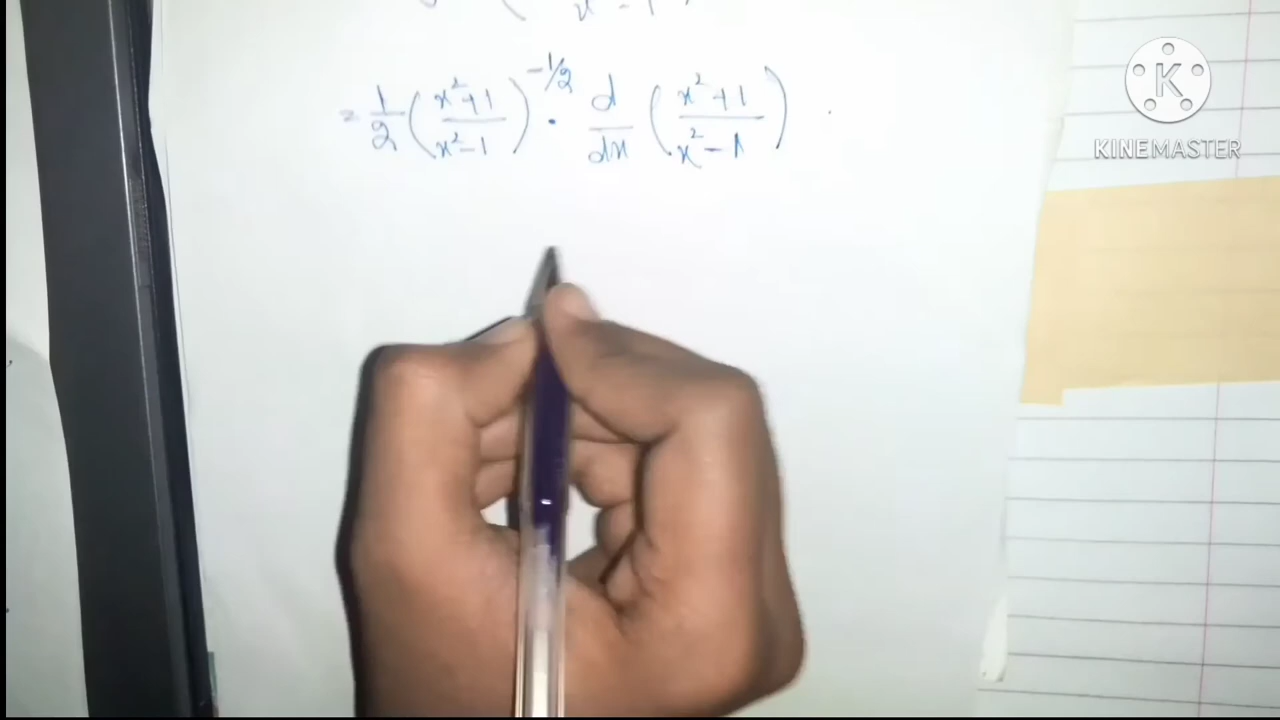 = 1/2 (x²+1 / x²-1)^-1/2 · d/dx (x²+1 / x²-1)
K
KINEMASTER